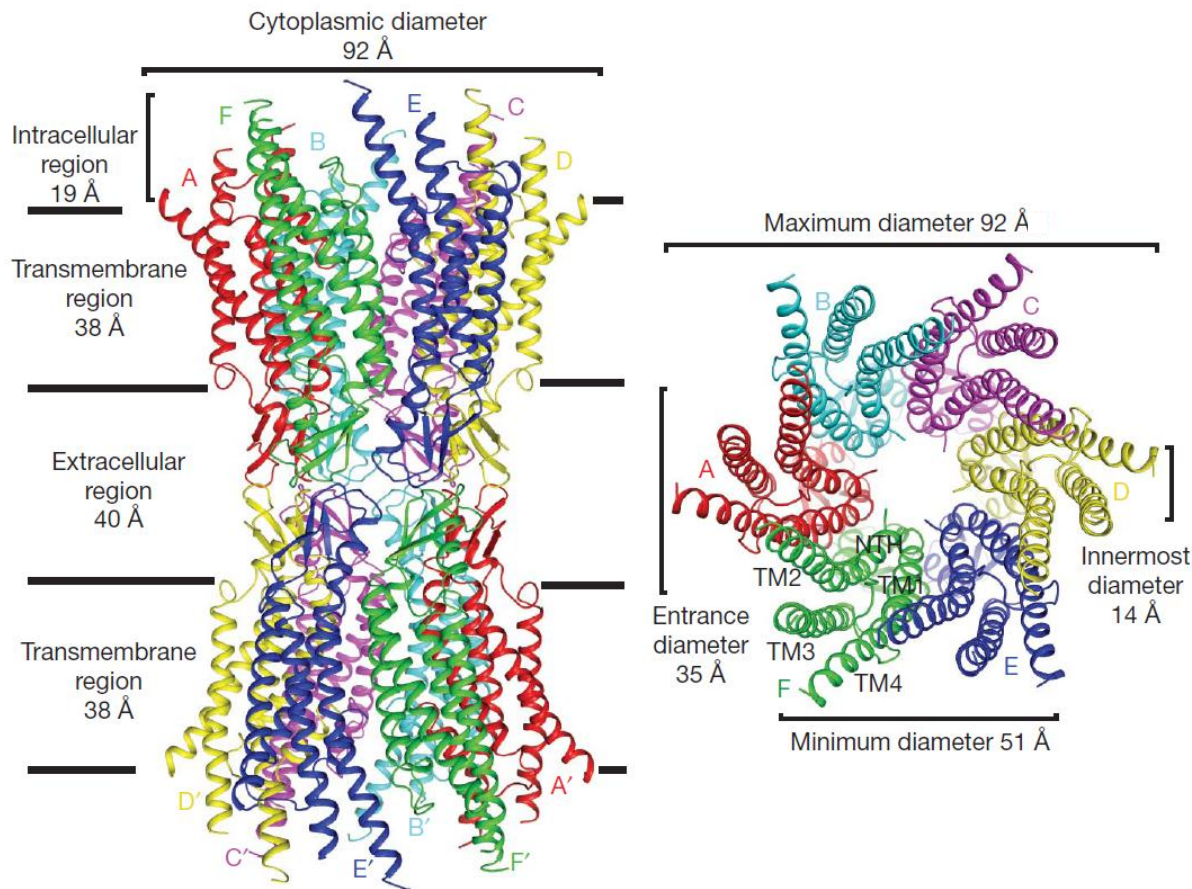 Cytoplasmic diameter
92 Å
Intracellular
region
19 Å
F
B
E
C
D
A
Transmembrane
region
38 Å
Extracellular
region
40 Å
Transmembrane
region
38 Å
D′
C′
E′
B′
F′
A′
Maximum diameter 92 Å
B
C
A
D
NTH
TM2
TM1
TM3
TM4
F
E
Entrance
diameter
35 Å
Innermost
diameter
14 Å
Minimum diameter 51 Å